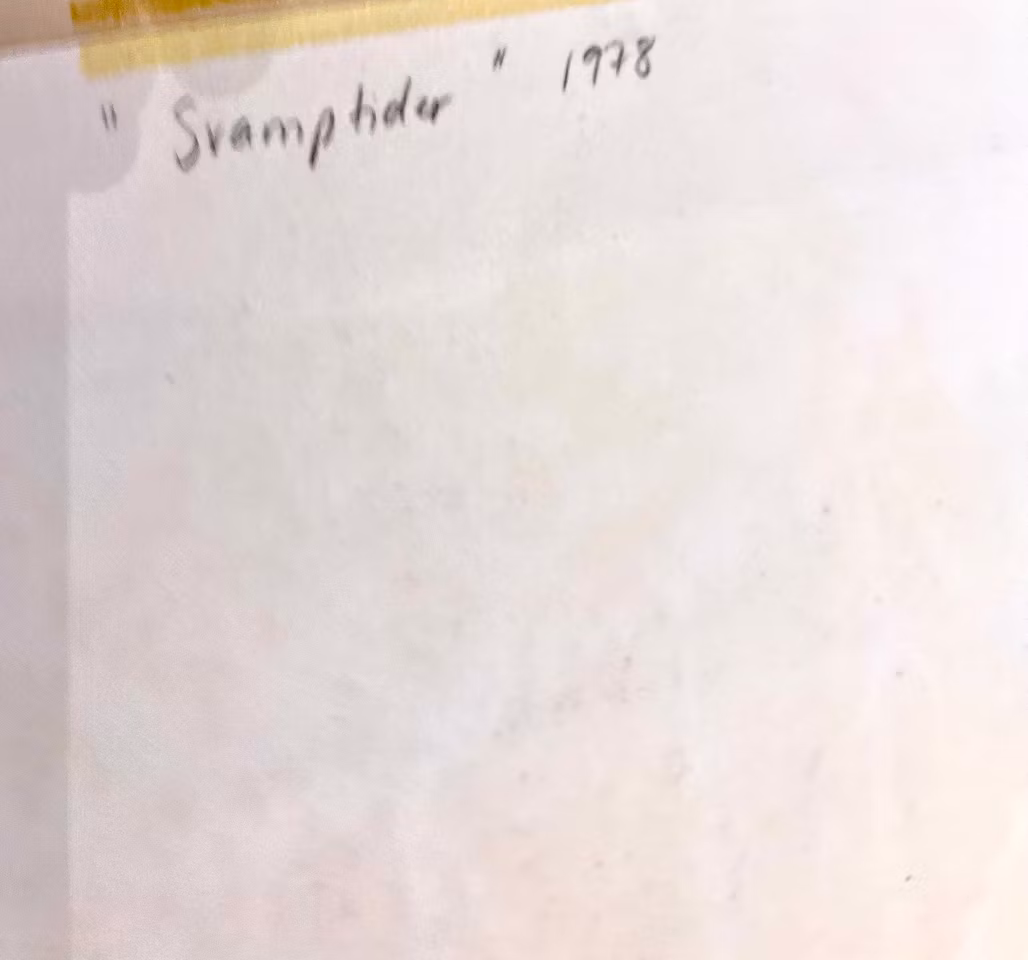 " Svamptider " 1978